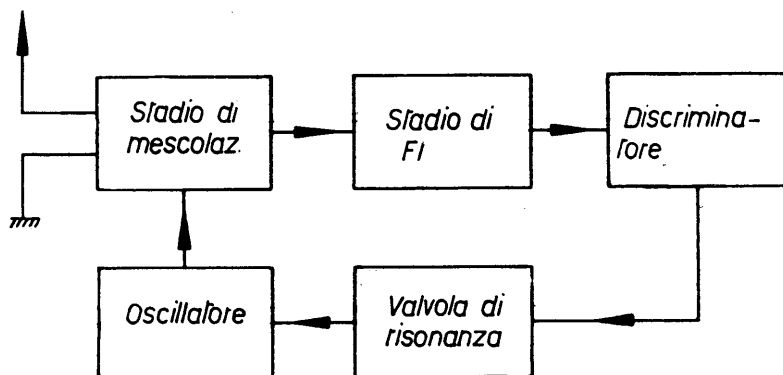 Stadio di
mescolaz.
Stadio di
FI
Discrimina-
tore
Oscillatore
Valvola di
risonanza